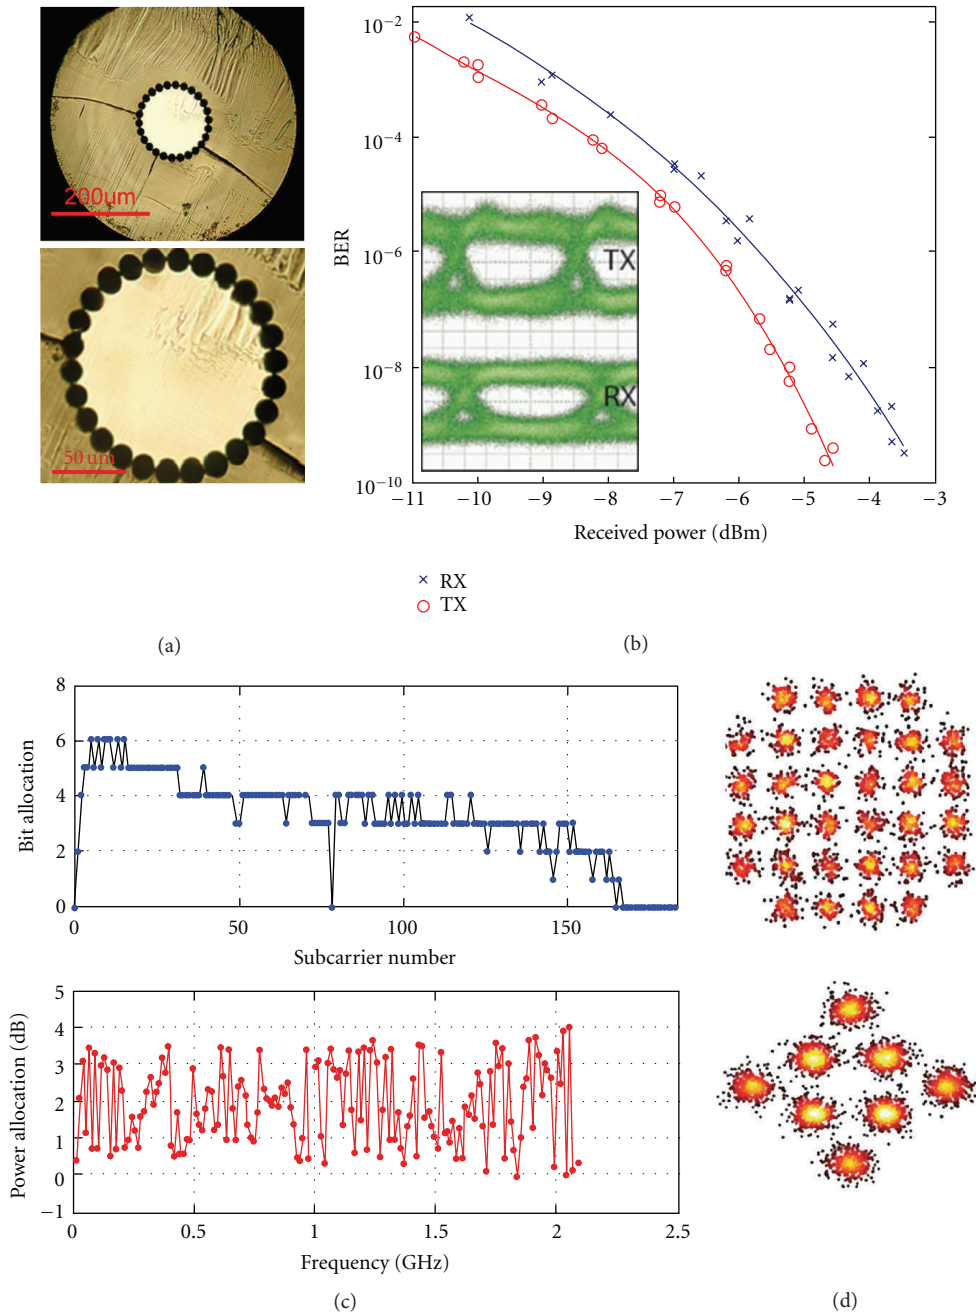 200um
50 um
(a)
BER
10−2
10−4
10−6
10−8
10−10
TX
RX
−11
−10
−9
−8
−7
−6
−5
−4
−3
Received power (dBm)
RX
TX
(b)
Bit allocation
8
6
4
2
0
0
50
100
150
Subcarrier number
Power allocation (dB)
5
4
3
2
1
0
−1
0
0.5
1
1.5
2
2.5
Frequency (GHz)
(c)
(d)